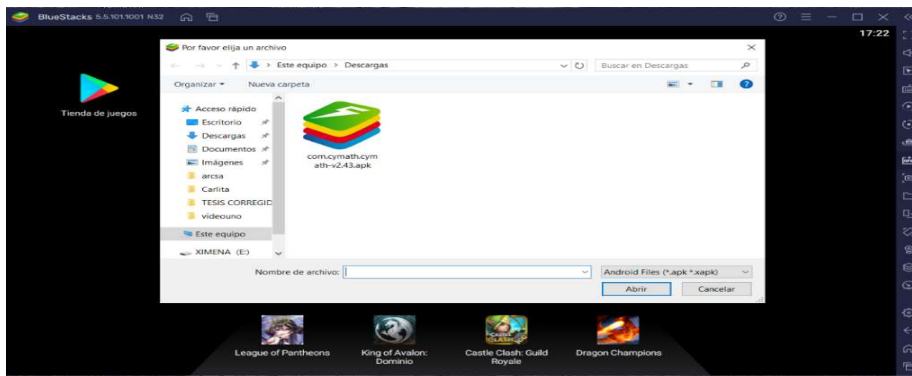 BlueStacks 5.5.101.1001 N32
17:22
Por favor elija un archivo
Este equipo > Descargas
Buscar en Descargas
Organizar
Nueva carpeta
Acceso rápido
Escritorio
Descargas
Documentos
Imágenes
arcsa
Carlita
TESIS CORREGID
videouno
Este equipo
XIMENA (E:)
com.cymath.cym
ath-v2.43.apk
Nombre de archivo:
Android Files (*.apk *.xapk)
Abrir
Cancelar
Tienda de juegos
League of Pantheons
King of Avalon:
Dominio
Castle Clash: Guild
Royale
Dragon Champions